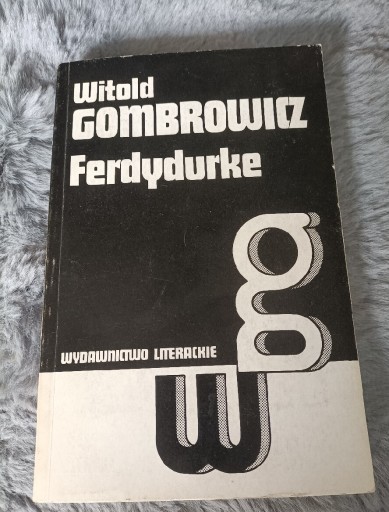 Witold
GOMBROWICZ
Ferdydurke
WYDAWNICTWO LITERACKIE
g
w